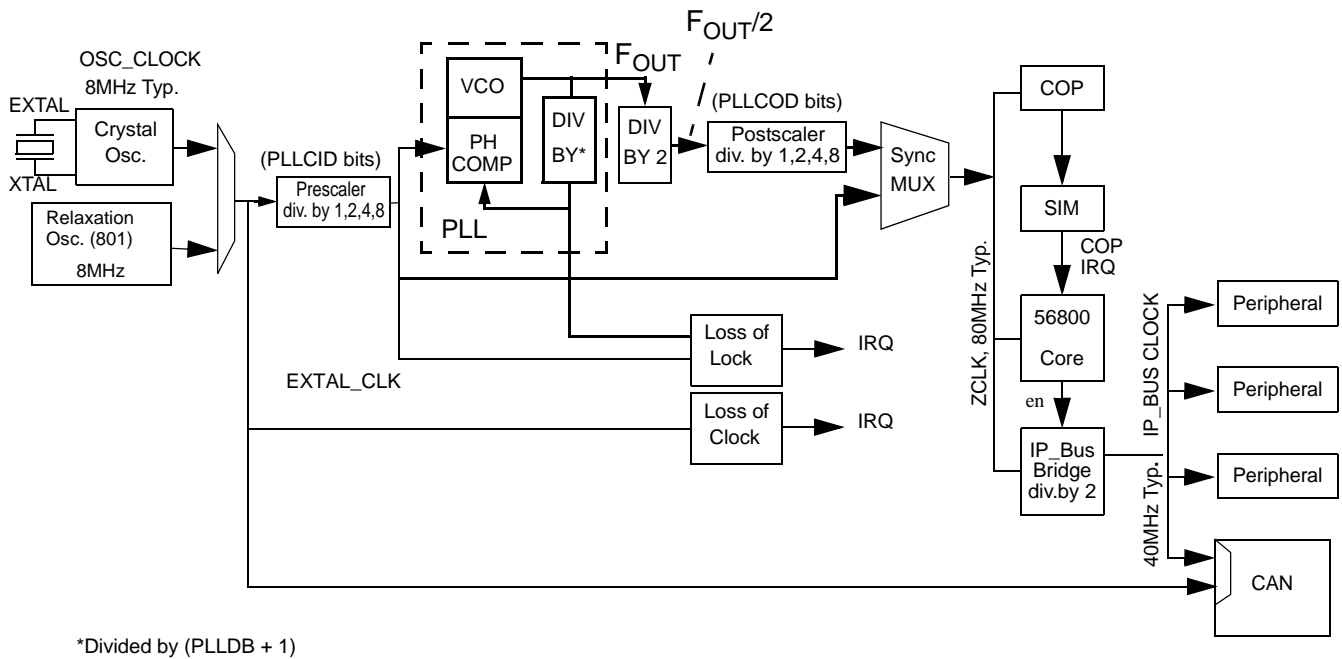 OSC_CLOCK
8MHz Typ.
EXTAL
XTAL
Crystal
Osc.
Relaxation
Osc. (801)
8MHz
(PLLCID bits)
Prescaler
div. by 1,2,4,8
VCO
PH
COMP
DIV
BY*
PLL
FOUT
FOUT/2
DIV
BY 2
(PLLCOD bits)
Postscaler
div. by 1,2,4,8
Sync
MUX
COP
SIM
COP
IRQ
ZCLK, 80MHz Typ.
56800
Core
en
IP_Bus
Bridge
div.by 2
IP_BUS CLOCK
40MHz Typ.
Peripheral
Peripheral
Peripheral
CAN
Loss of
Lock
IRQ
EXTAL_CLK
Loss of
Clock
IRQ
*Divided by (PLLDB + 1)